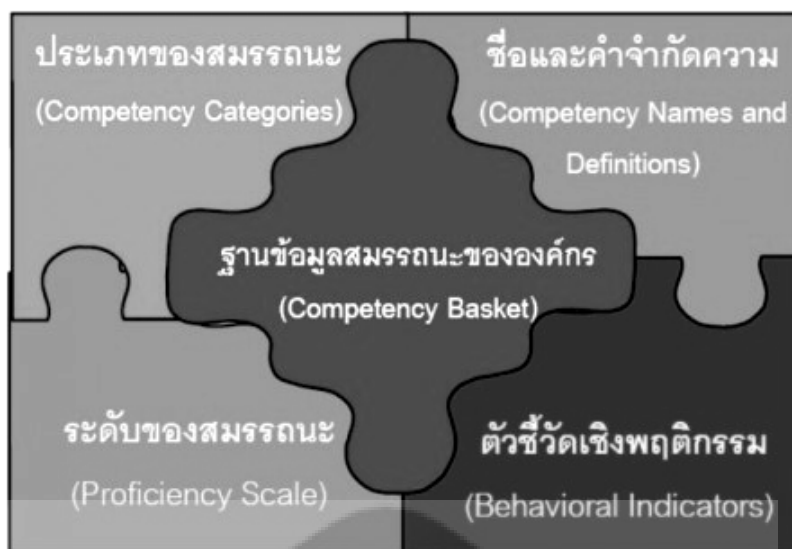 ประเภทของสมรรถนะ
(Competency Categories)
ชื่อและคำจำกัดความ
(Competency Names and
Definitions)
ฐานข้อมูลสมรรถนะขององค์กร
(Competency Basket)
ระดับของสมรรถนะ
(Proficiency Scale)
ตัวชี้วัดเชิงพฤติกรรม
(Behavioral Indicators)